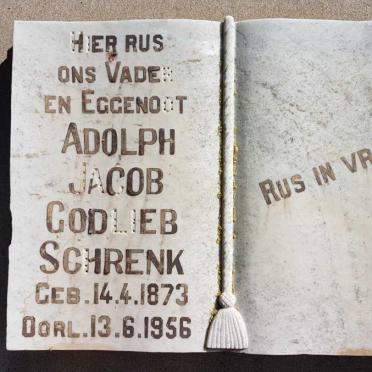 HIER RUS
ONS VADER
EN EGGENOOT
ADOLPH
JACOB
GODLIEB
SCHRENK
GEB. 14.4.1873
OORL. 13.6.1956
RUS IN VR